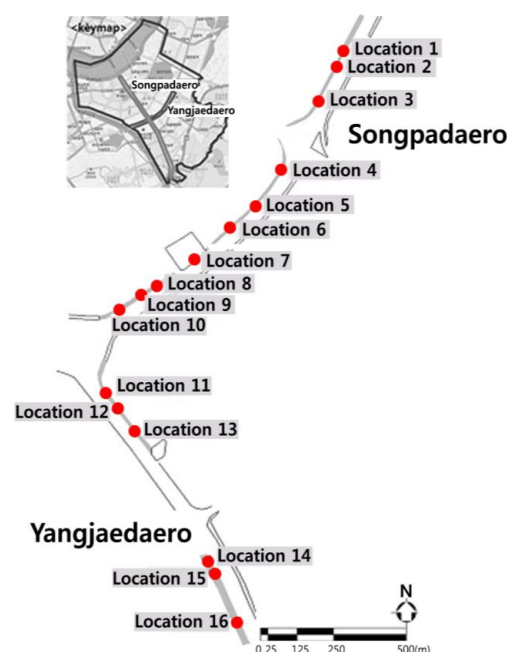 <keymap>
Songpadaero
Yangjaedaero
Location 1
Location 2
Location 3
Songpadaero
Location 4
Location 5
Location 6
Location 7
Location 8
Location 9
Location 10
Location 11
Location 12
Location 13
Yangjaedaero
Location 14
Location 15
Location 16
N
0 25 125 250 500(m)